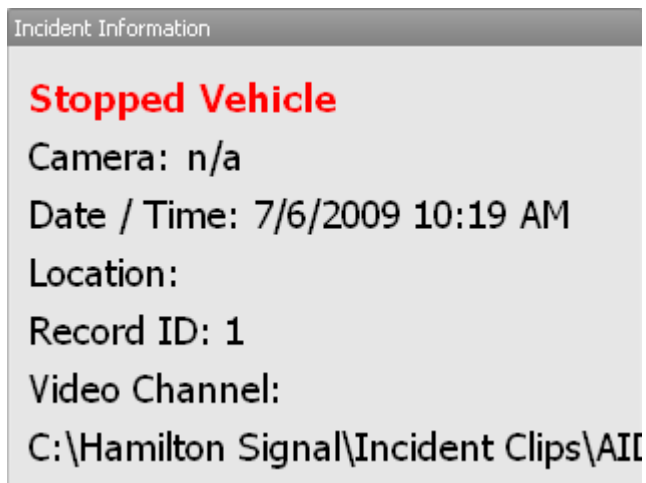 Incident Information
Stopped Vehicle
Camera: n/a
Date / Time: 7/6/2009 10:19 AM
Location:
Record ID: 1
Video Channel:
C:\Hamilton Signal\Incident Clips\